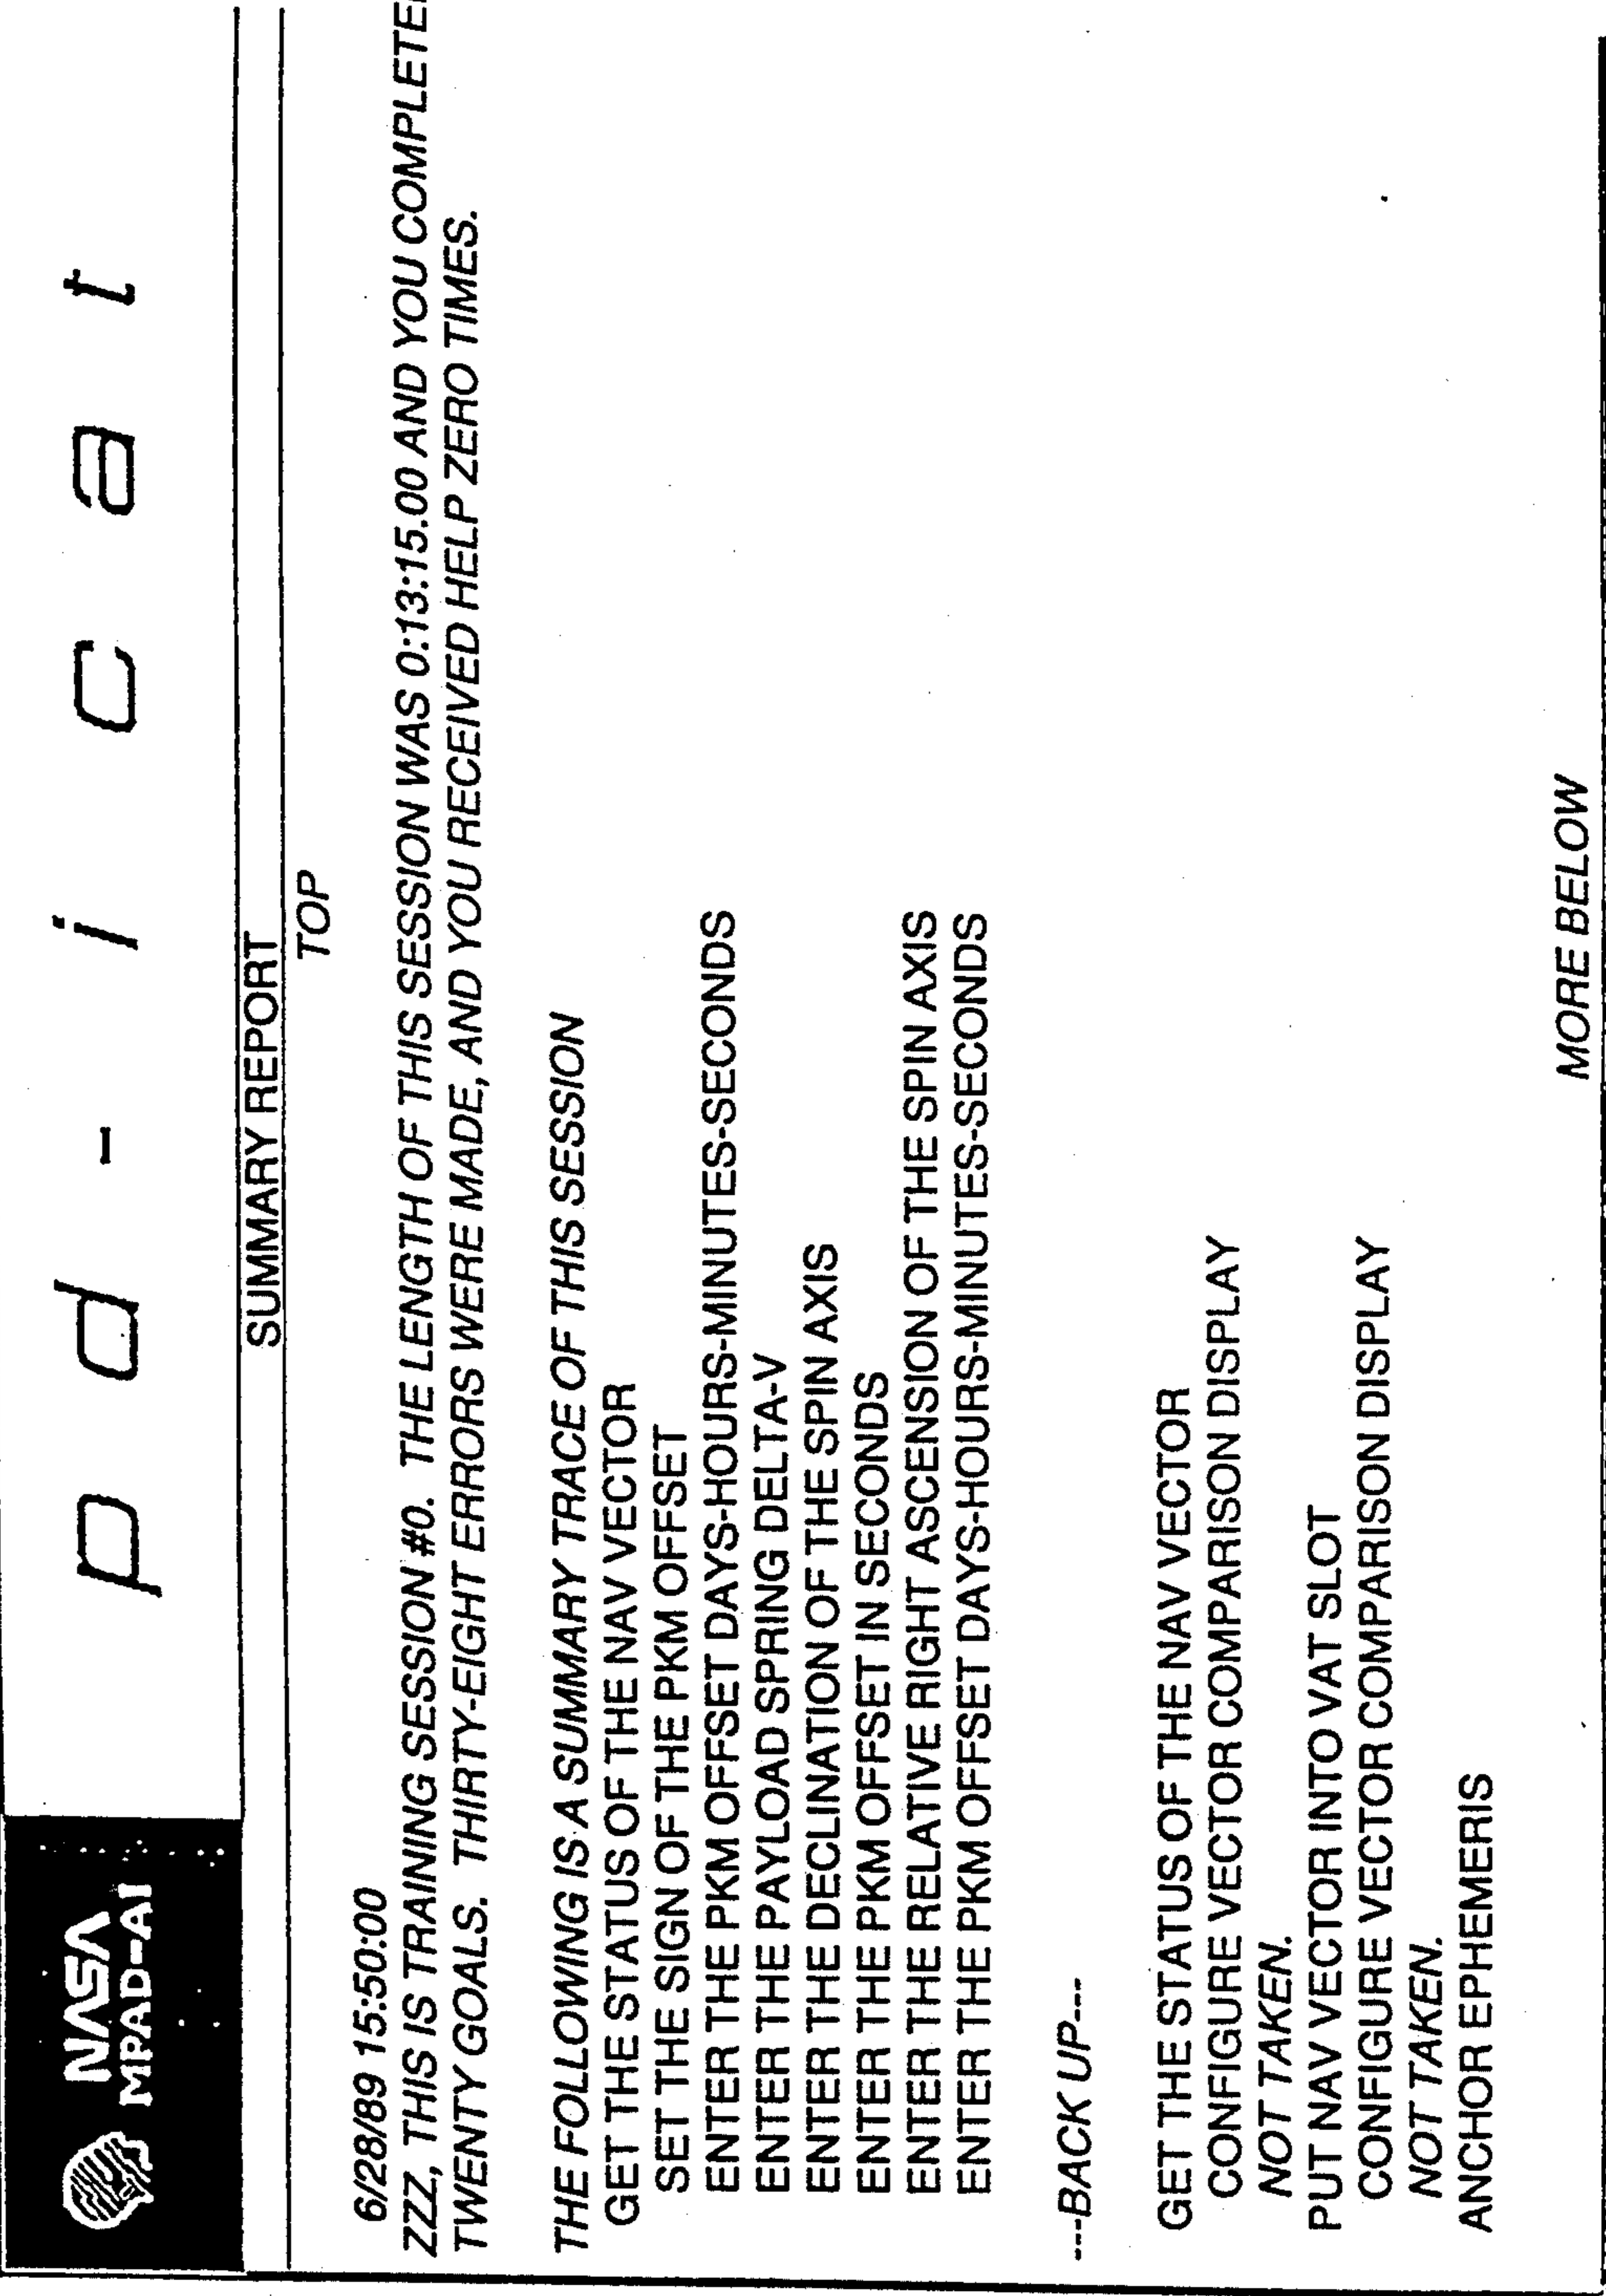 NASA
MPAD-AI
pd-icat
SUMMARY REPORT
TOP
6/28/89 15:50:00
ZZZ, THIS IS TRAINING SESSION #0. THE LENGTH OF THIS SESSION WAS 0:13:15.00 AND YOU COMPLETE
TWENTY GOALS. THIRTY-EIGHT ERRORS WERE MADE, AND YOU RECEIVED HELP ZERO TIMES.
THE FOLLOWING IS A SUMMARY TRACE OF THIS SESSION
GET THE STATUS OF THE NAV VECTOR
SET THE SIGN OF THE PKM OFFSET
ENTER THE PKM OFFSET DAYS-HOURS-MINUTES-SECONDS
ENTER THE PAYLOAD SPRING DELTA-V
ENTER THE DECLINATION OF THE SPIN AXIS
ENTER THE PKM OFFSET IN SECONDS
ENTER THE RELATIVE RIGHT ASCENSION OF THE SPIN AXIS
ENTER THE PKM OFFSET DAYS-HOURS-MINUTES-SECONDS
---BACK UP---
GET THE STATUS OF THE NAV VECTOR
CONFIGURE VECTOR COMPARISON DISPLAY
NOT TAKEN.
PUT NAV VECTOR INTO VAT SLOT
CONFIGURE VECTOR COMPARISON DISPLAY
NOT TAKEN.
ANCHOR EPHEMERIS
MORE BELOW